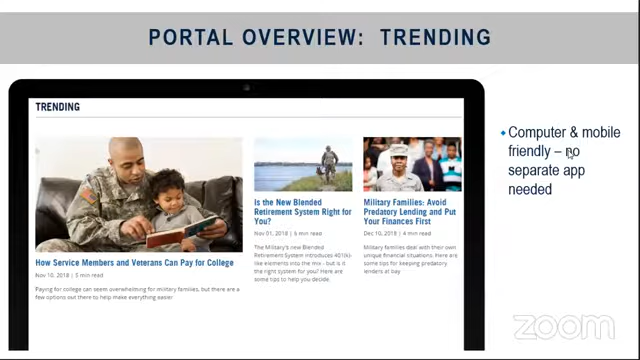 PORTAL OVERVIEW: TRENDING
TRENDING
How Service Members and Veterans Can Pay for College
Nov 10, 2018 | 5 min read
Paying for college can seem overwhelming for military families, but there are a
few options out there to help make everything easier
Is the New Blended
Retirement System Right for
You?
Nov 01, 2018 | 6 min read
The Military's new Blended
Retirement System introduces 401(k)-
like elements into the mix - but is it
the right system for you? Here are
some tips to help you decide.
Military Families: Avoid
Predatory Lending and Put
Your Finances First
Dec 10, 2018 | 4 min read
Military families deal with their own
unique financial situations. Here are
some tips for keeping predatory
lenders at bay
Computer & mobile
friendly – no
separate app
needed
zoom